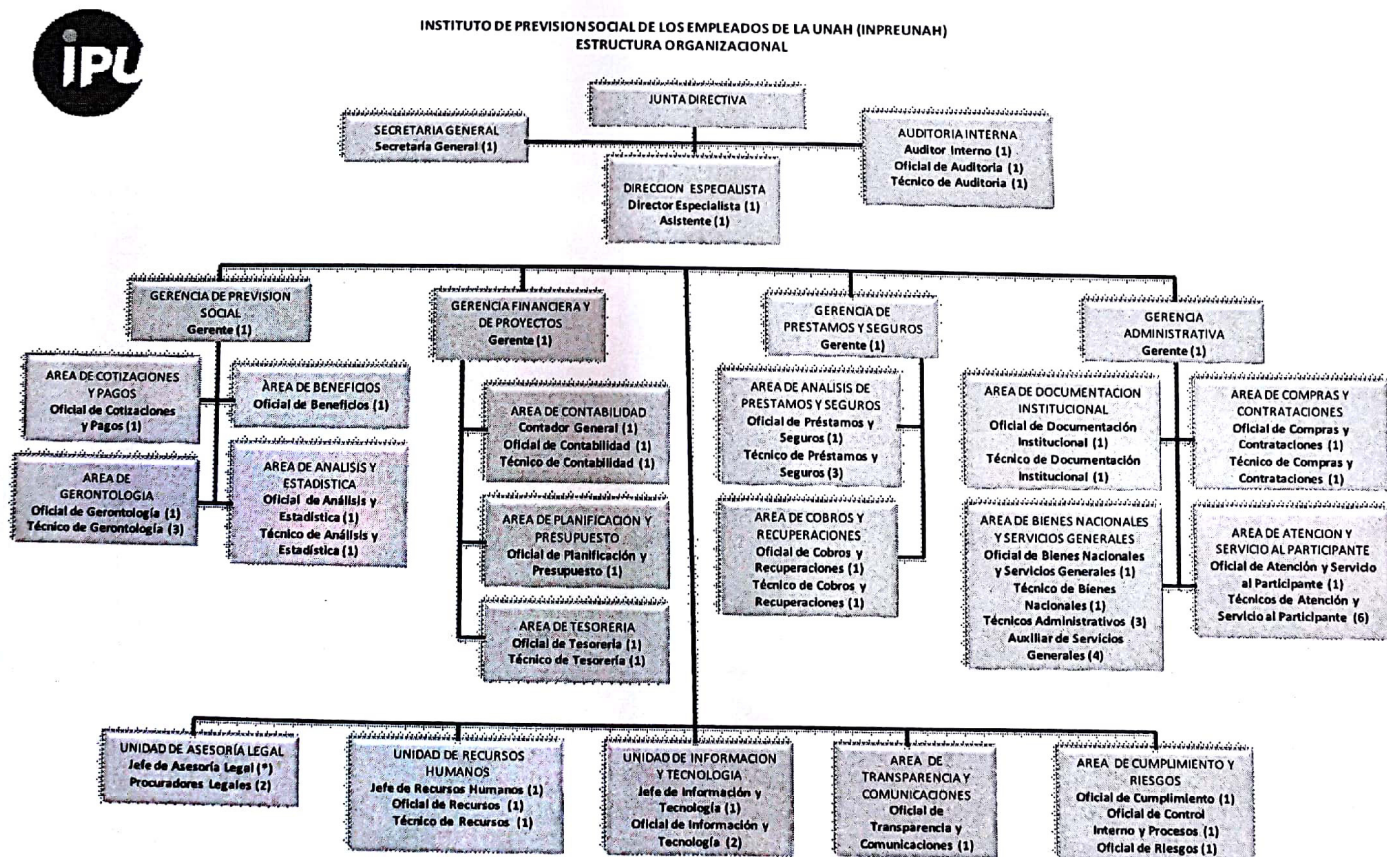 iPU
INSTITUTO DE PREVISION SOCIAL DE LOS EMPLEADOS DE LA UNAH (INPREUNAH)
ESTRUCTURA ORGANIZACIONAL
JUNTA DIRECTIVA
SECRETARIA GENERAL
Secretaría General (1)
AUDITORIA INTERNA
Auditor Interno (1)
Oficial de Auditoria (1)
Técnico de Auditoria (1)
DIRECCION ESPECIALISTA
Director Especialista (1)
Asistente (1)
GERENCIA DE PREVISION
SOCIAL
Gerente (1)
GERENCIA FINANCIERA Y
DE PROYECTOS
Gerente (1)
GERENCIA DE
PRESTAMOS Y SEGUROS
Gerente (1)
GERENCIA
ADMINISTRATIVA
Gerente (1)
AREA DE COTIZACIONES
Y PAGOS
Oficial de Cotizaciones
y Pagos (1)
AREA DE BENEFICIOS
Oficial de Beneficios (1)
AREA DE
GERONTOLOGIA
Oficial de Gerontología (1)
Técnico de Gerontología (3)
AREA DE ANALISIS Y
ESTADISTICA
Oficial de Análisis y
Estadística (1)
Técnico de Análisis y
Estadística (1)
AREA DE CONTABILIDAD
Contador General (1)
Oficial de Contabilidad (1)
Técnico de Contabilidad (1)
AREA DE PLANIFICACION Y
PRESUPUESTO
Oficial de Planificación y
Presupuesto (1)
AREA DE TESORERIA
Oficial de Tesorería (1)
Técnico de Tesorería (1)
AREA DE ANALISIS DE
PRESTAMOS Y SEGUROS
Oficial de Préstamos y
Seguros (1)
Técnico de Préstamos y
Seguros (3)
AREA DE COBROS Y
RECUPERACIONES
Oficial de Cobros y
Recuperaciones (1)
Técnico de Cobros y
Recuperaciones (1)
AREA DE DOCUMENTACION
INSTITUCIONAL
Oficial de Documentación
Institucional (1)
Técnico de Documentación
Institucional (1)
AREA DE COMPRAS Y
CONTRATACIONES
Oficial de Compras y
Contrataciones (1)
Técnico de Compras y
Contrataciones (1)
AREA DE BIENES NACIONALES
Y SERVICIOS GENERALES
Oficial de Bienes Nacionales
y Servicios Generales (1)
Técnico de Bienes
Nacionales (1)
Técnicos Administrativos (3)
Auxiliar de Servicios
Generales (4)
AREA DE ATENCION Y
SERVICIO AL PARTICIPANTE
Oficial de Atención y Servicio
al Participante (1)
Técnicos de Atención y
Servicio al Participante (6)
UNIDAD DE ASESORÍA LEGAL
Jefe de Asesoría Legal (*)
Procuradores Legales (2)
UNIDAD DE RECURSOS
HUMANOS
Jefe de Recursos Humanos (1)
Oficial de Recursos (1)
Técnico de Recursos (1)
UNIDAD DE INFORMACION
Y TECNOLOGIA
Jefe de Información y
Tecnología (1)
Oficial de Información y
Tecnología (2)
AREA DE
TRANSPARENCIA Y
COMUNICACIONES
Oficial de
Transparencia y
Comunicaciones (1)
AREA DE CUMPLIMIENTO Y
RIESGOS
Oficial de Cumplimiento (1)
Oficial de Control
Interno y Procesos (1)
Oficial de Riesgos (1)